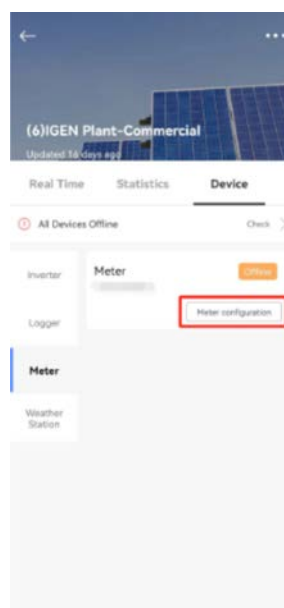 (6)IGEN Plant-Commercial
Updated 16 days ago
Real Time Statistics Device
All Devices Offline Check
Inverter
Meter Offline
Meter configuration
Logger
Meter
Weather
Station